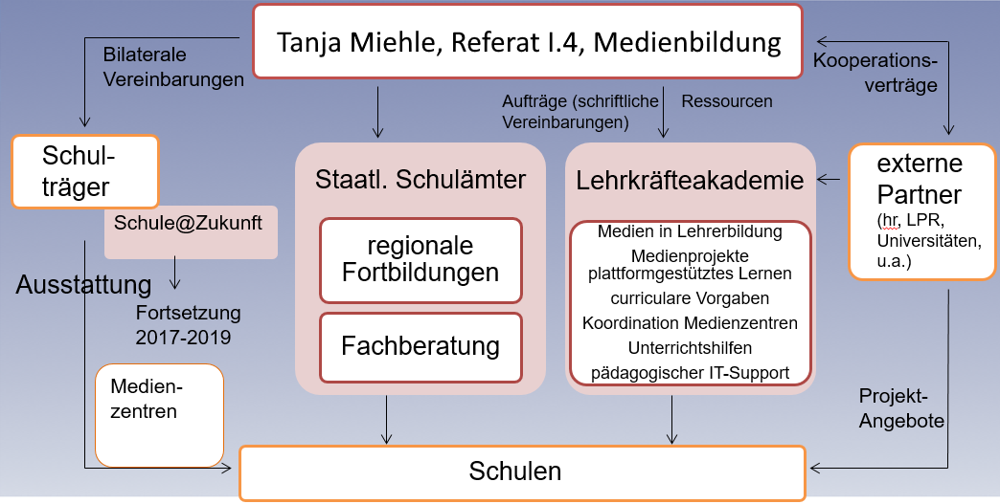 Tanja Miehle, Referat I.4, Medienbildung
Bilaterale
Vereinbarungen
Aufträge (schriftliche
Vereinbarungen)
Ressourcen
Kooperations-
verträge
Schul-
träger
Schule@Zukunft
Ausstattung
Fortsetzung
2017-2019
Medien-
zentren
Staatl. Schulämter
regionale
Fortbildungen
Fachberatung
Lehrkräfteakademie
Medien in Lehrerbildung
Medienprojekte
plattformgestütztes Lernen
curriculare Vorgaben
Koordination Medienzentren
Unterrichtshilfen
pädagogischer IT-Support
externe
Partner
(hr, LPR,
Universitäten,
u.a.)
Projekt-
Angebote
Schulen